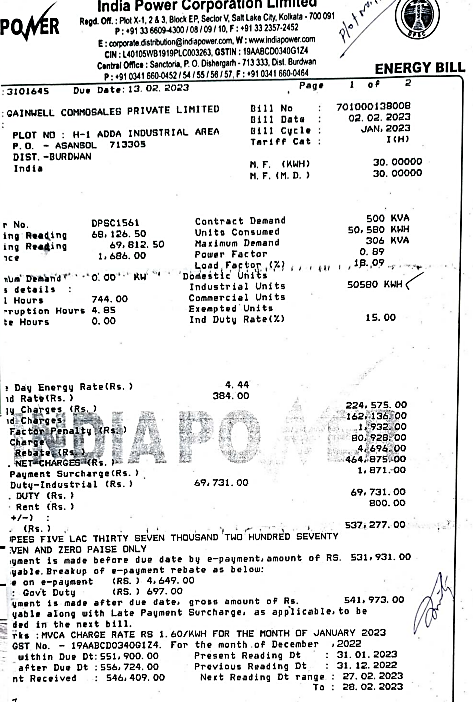 India Power Corporation Limited
POWER
Regd. Off. : Plot X-1, 2 & 3, Block EP, Sector V, Salt Lake City, Kolkata - 700 091
P : +91 33 6609-4300 / 08 / 09 / 10, F : +91 33 2357-2452
E : corporate.distribution@indiapower.com, W : www.indiapower.com
CIN : L40105WB1919PLC003263, GSTIN : 19AABCD0340G1Z4
Central Office : Sanctoria, P. O. Dishergarh - 713 333, Dist. Burdwan
P : +91 0341 660-0452 / 54 / 55 / 56 / 57, F : +91 0341 660-0464
ENERGY BILL
:3101645 Due Date:13.02.2023 Page 1 of 2
:GAINWELL COMMOSALES PRIVATE LIMITED
Bill No : 701000138008
Bill Date : 02.02.2023
PLOT NO : H-1 ADDA INDUSTRIAL AREA
Bill Cycle : JAN, 2023
P.O. - ASANSOL 713305
Tariff Cat : I(H)
DIST.-BURDWAN
India
M.F. (KWH) : 30.00000
M.F. (M.D.) : 30.00000
r No. DPSC1561 Contract Demand 500 KVA
ing Reading 68,126.50 Units Consumed 50,580 KWH
ing Reading 69,812.50 Maximum Demand 306 KVA
nce 1,686.00 Power Factor 0.89
Load Factor (%) 18.09
num Demand 0.00 KW Domestic Units
s details : Industrial Units 50580 KWH
l Hours 744.00 Commercial Units
rruption Hours 4.85 Exempted Units
te Hours 0.00 Ind Duty Rate(%) 15.00
e Day Energy Rate(Rs.) 4.44
nd Rate(Rs.) 384.00
gy Charges (Rs.) 224,575.00
162,136.00
Factor Penalty (Rs.) 1,932.00
Charge 80,928.00
Rebate(Rs.) 4,696.00
. NET CHARGES (Rs.) 464,875.00
Payment Surcharge(Rs.) 1,871.00
Duty-Industrial (Rs.) 69,731.00
. DUTY (Rs.) 69,731.00
Rent (Rs.) 800.00
+/-) :
(Rs.) 537,277.00
INDIA POWER
PEES FIVE LAC THIRTY SEVEN THOUSAND TWO HUNDRED SEVENTY
VEN AND ZERO PAISE ONLY
yment is made before due date by e-payment,amount of RS. 531,931.00
yable.Breakup of e-payment rebate as below:
e on e-payment (RS.) 4,649.00
: Gov't Duty (RS.) 697.00
yment is made after due date, gross amount of Rs. 541,973.00
yable along with Late Payment Surcharge, as applicable,to be
ded in the next bill.
rks :MVCA CHARGE RATE RS 1.60/KWH FOR THE MONTH OF JANUARY 2023
GST No. - 19AABCD0340G1Z4. For the month of December ,2022
within Due Dt:551,900.00 Present Reading Dt : 31.01.2023
after Due Dt :556,724.00 Previous Reading Dt : 31.12.2022
nt Received : 546,409.00 Next Reading Dt range : 27.02.2023
To : 28.02.2023